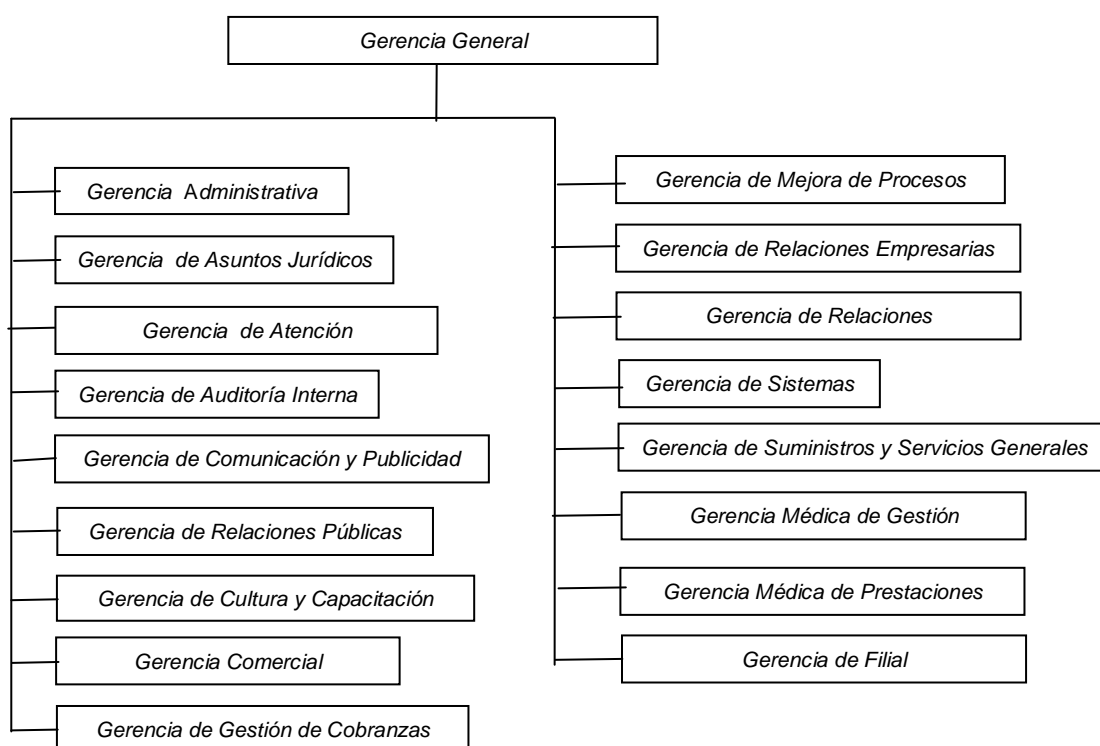 Gerencia General
Gerencia Administrativa
Gerencia de Asuntos Jurídicos
Gerencia de Atención
Gerencia de Auditoría Interna
Gerencia de Comunicación y Publicidad
Gerencia de Relaciones Públicas
Gerencia de Cultura y Capacitación
Gerencia Comercial
Gerencia de Gestión de Cobranzas
Gerencia de Mejora de Procesos
Gerencia de Relaciones Empresarias
Gerencia de Relaciones
Gerencia de Sistemas
Gerencia de Suministros y Servicios Generales
Gerencia Médica de Gestión
Gerencia Médica de Prestaciones
Gerencia de Filial